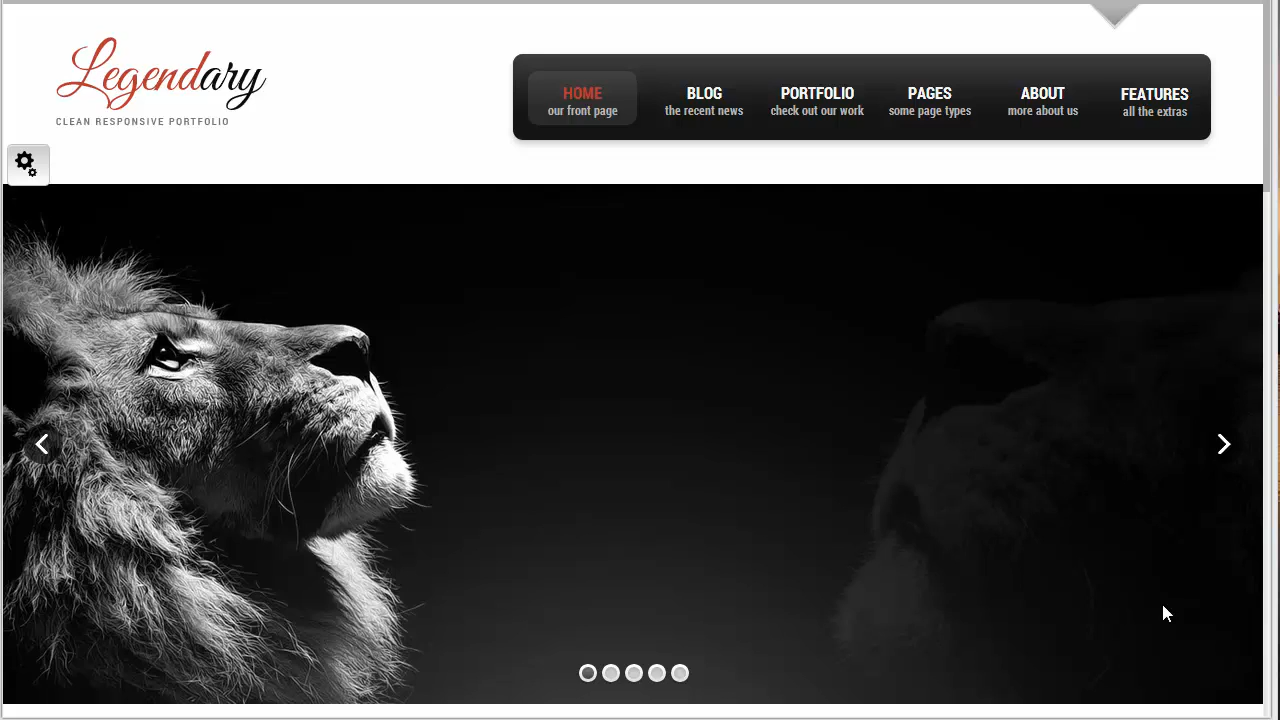 Legendary
CLEAN RESPONSIVE PORTFOLIO
HOME
our front page
BLOG
the recent news
PORTFOLIO
check out our work
PAGES
some page types
ABOUT
more about us
FEATURES
all the extras